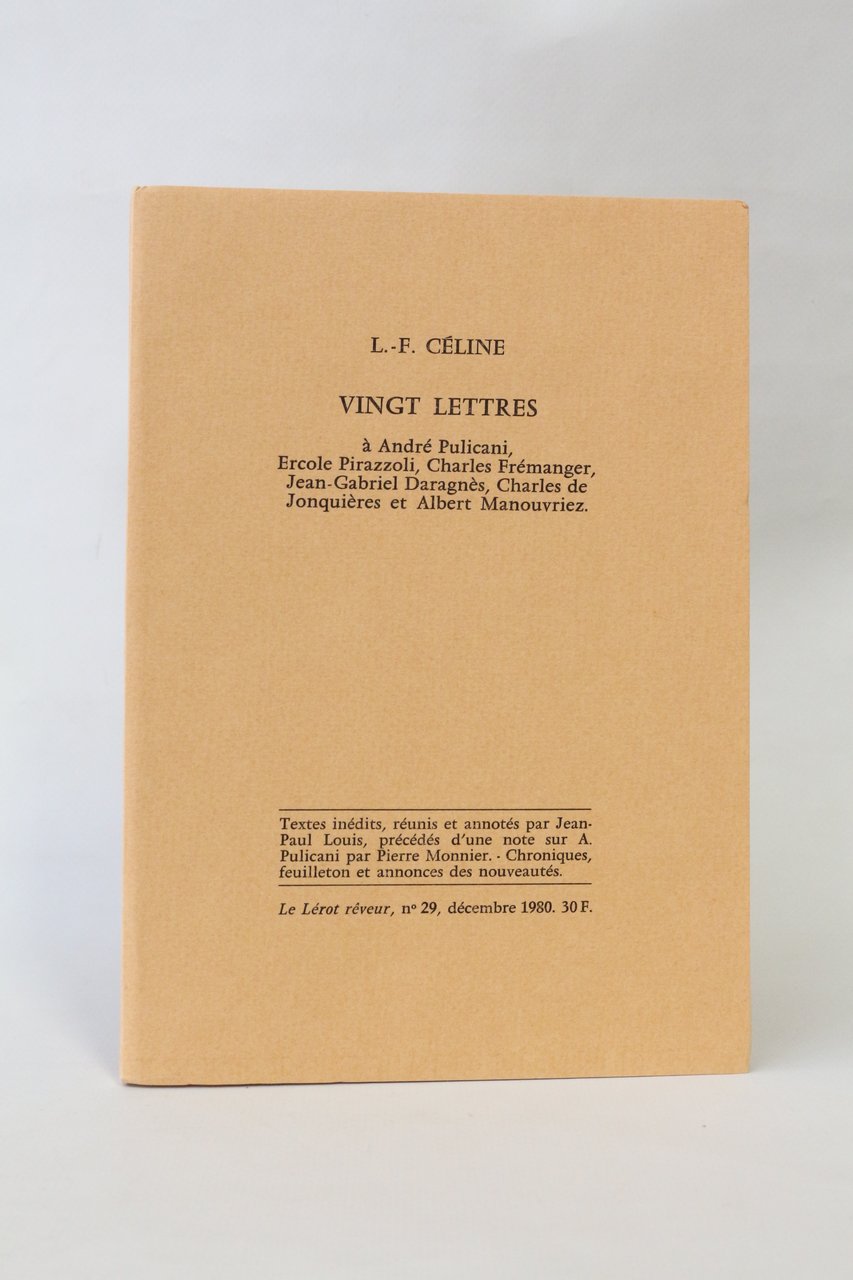 L.-F. CÉLINE
VINGT LETTRES
à André Pulicani,
Ercole Pirazzoli, Charles Frémanger,
Jean-Gabriel Daragnès, Charles de
Jonquières et Albert Manouvriez.
Textes inédits, réunis et annotés par Jean-
Paul Louis, précédés d'une note sur A.
Pulicani par Pierre Monnier. - Chroniques,
feuilleton et annonces des nouveautés.
Le Lérot rêveur, nº 29, décembre 1980. 30 F.